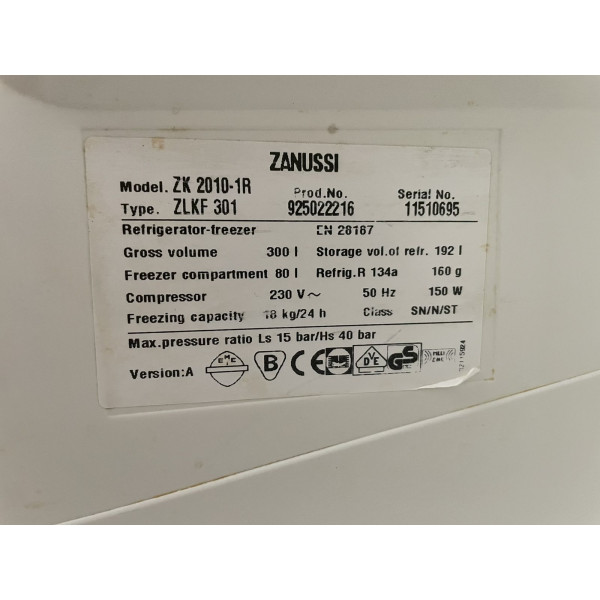 ZANUSSI
Model. ZK 2010-1R Prod.No. Serial No.
Type. ZLKF 301 925022216 11510695
Refrigerator-freezer EN 28187
Gross volume 300 l Storage vol.of refr. 192 l
Freezer compartment 80 l Refrig.R 134a 160 g
Compressor 230 V~ 50 Hz 150 W
Freezing capacity 18 kg/24 h Class SN/N/ST
Max.pressure ratio Ls 15 bar/Hs 40 bar
Version:A B CE VDE GS